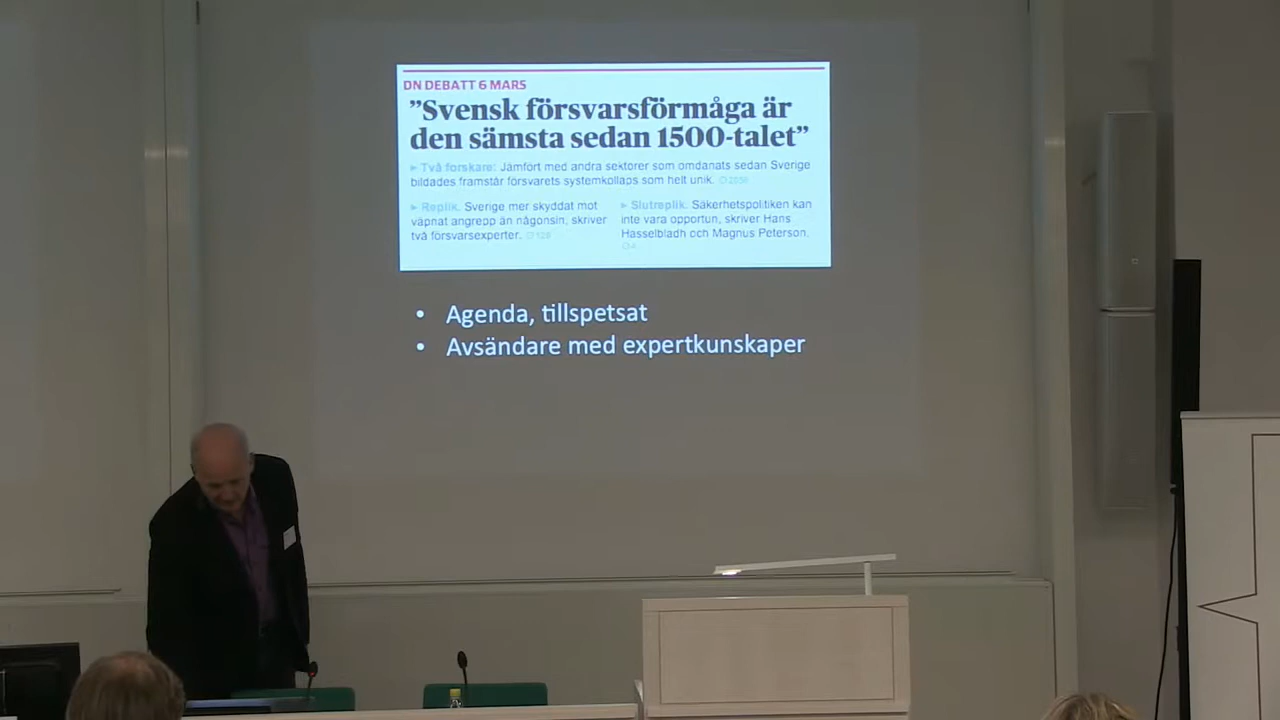 DN DEBATT 6 MARS
”Svensk försvarsförmåga är
den sämsta sedan 1500-talet”
▸ Två forskare: Jämfört med andra sektorer som omdanats sedan Sverige
bildades framstår försvarets systemkollaps som helt unik.
▸ Replik. Sverige mer skyddat mot
väpnat angrepp än någonsin, skriver
två försvarsexperter.
▸ Slutreplik. Säkerhetspolitiken kan
inte vara opportun, skriver Hans
Hasselbladh och Magnus Peterson.
• Agenda, tillspetsat
• Avsändare med expertkunskaper